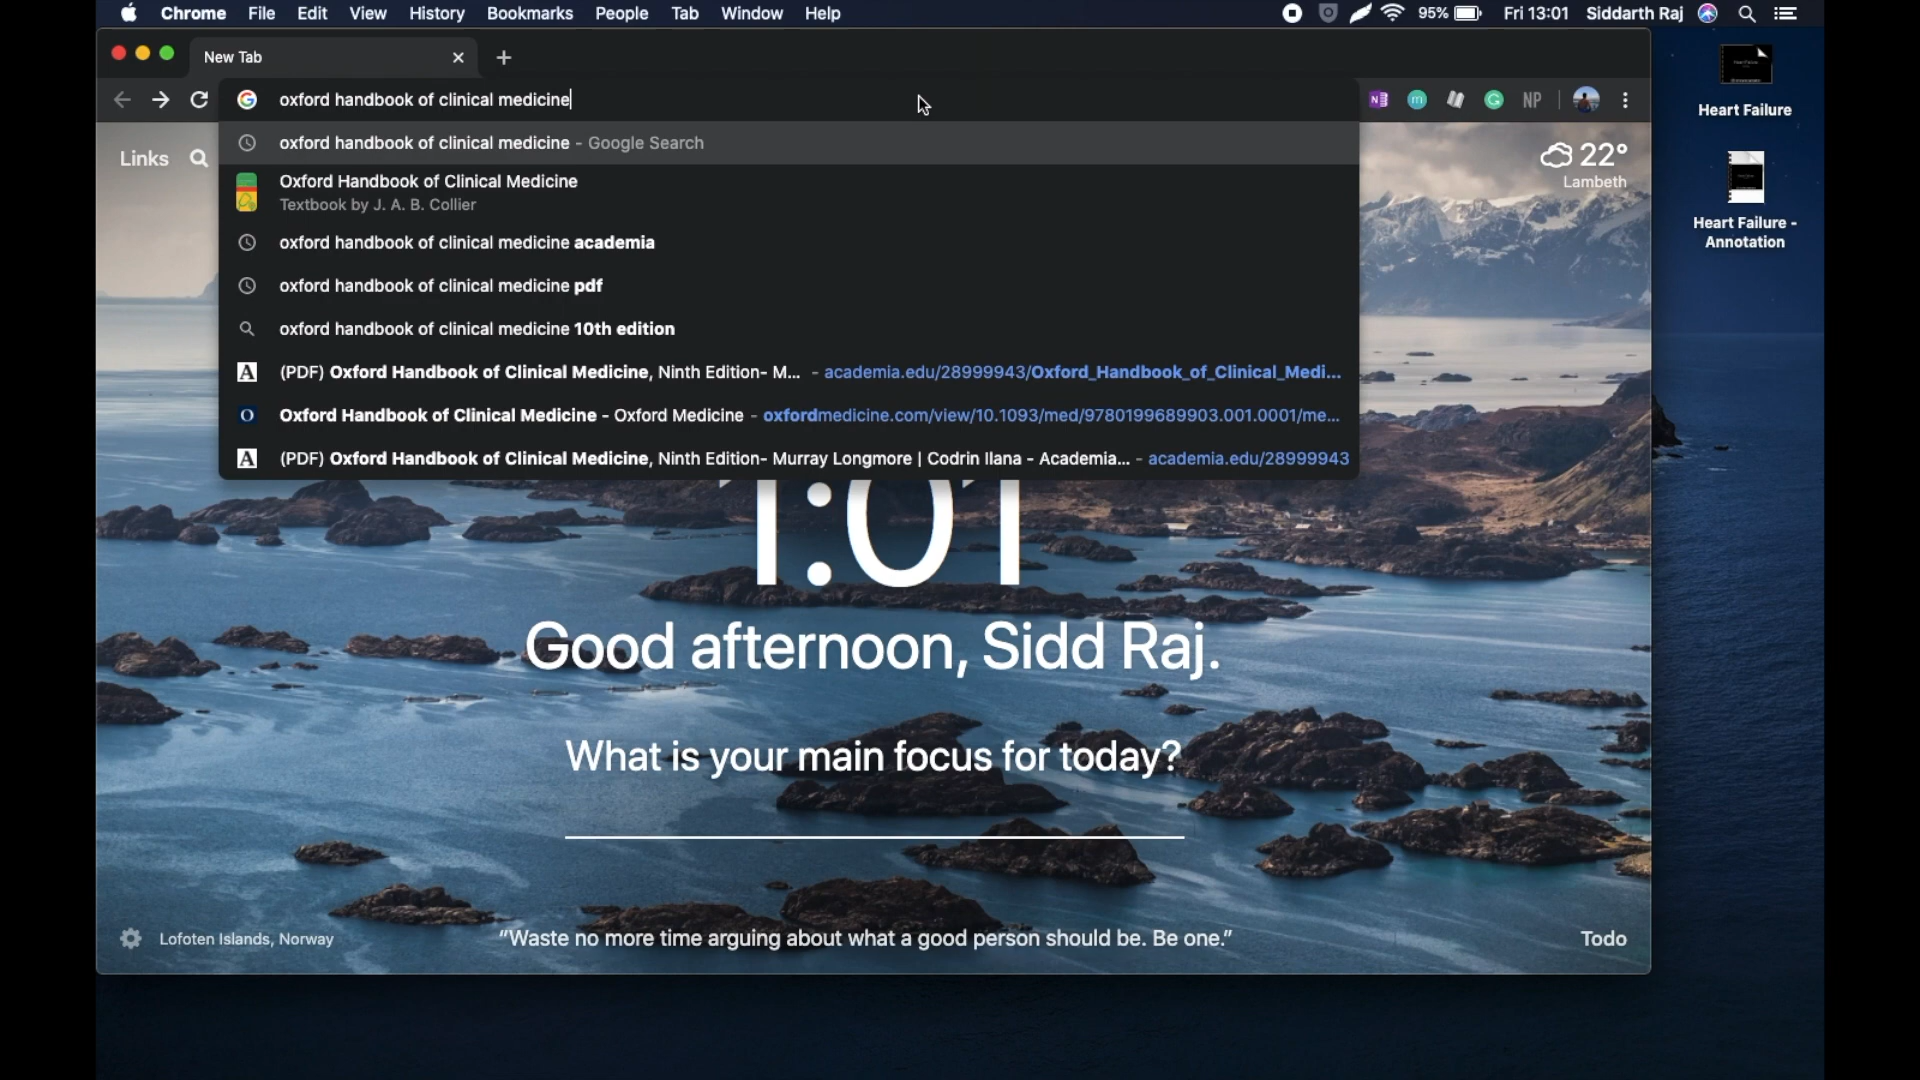 Chrome File Edit View History Bookmarks People Tab Window Help 95% Fri 13:01 Siddarth Raj
New Tab
oxford handbook of clinical medicine
m
NP
Links
oxford handbook of clinical medicine - Google Search
Oxford Handbook of Clinical Medicine
Textbook by J. A. B. Collier
oxford handbook of clinical medicine academia
oxford handbook of clinical medicine pdf
oxford handbook of clinical medicine 10th edition
A (PDF) Oxford Handbook of Clinical Medicine, Ninth Edition- M... - academia.edu/28999943/Oxford_Handbook_of_Clinical_Medi...
O Oxford Handbook of Clinical Medicine - Oxford Medicine - oxfordmedicine.com/view/10.1093/med/9780199689903.001.0001/me...
A (PDF) Oxford Handbook of Clinical Medicine, Ninth Edition- Murray Longmore | Codrin Ilana - Academia... - academia.edu/28999943
22°
Lambeth
Heart Failure
Heart Failure -
Annotation
1:01
Good afternoon, Sidd Raj.
What is your main focus for today?
Lofoten Islands, Norway
"Waste no more time arguing about what a good person should be. Be one."
Todo